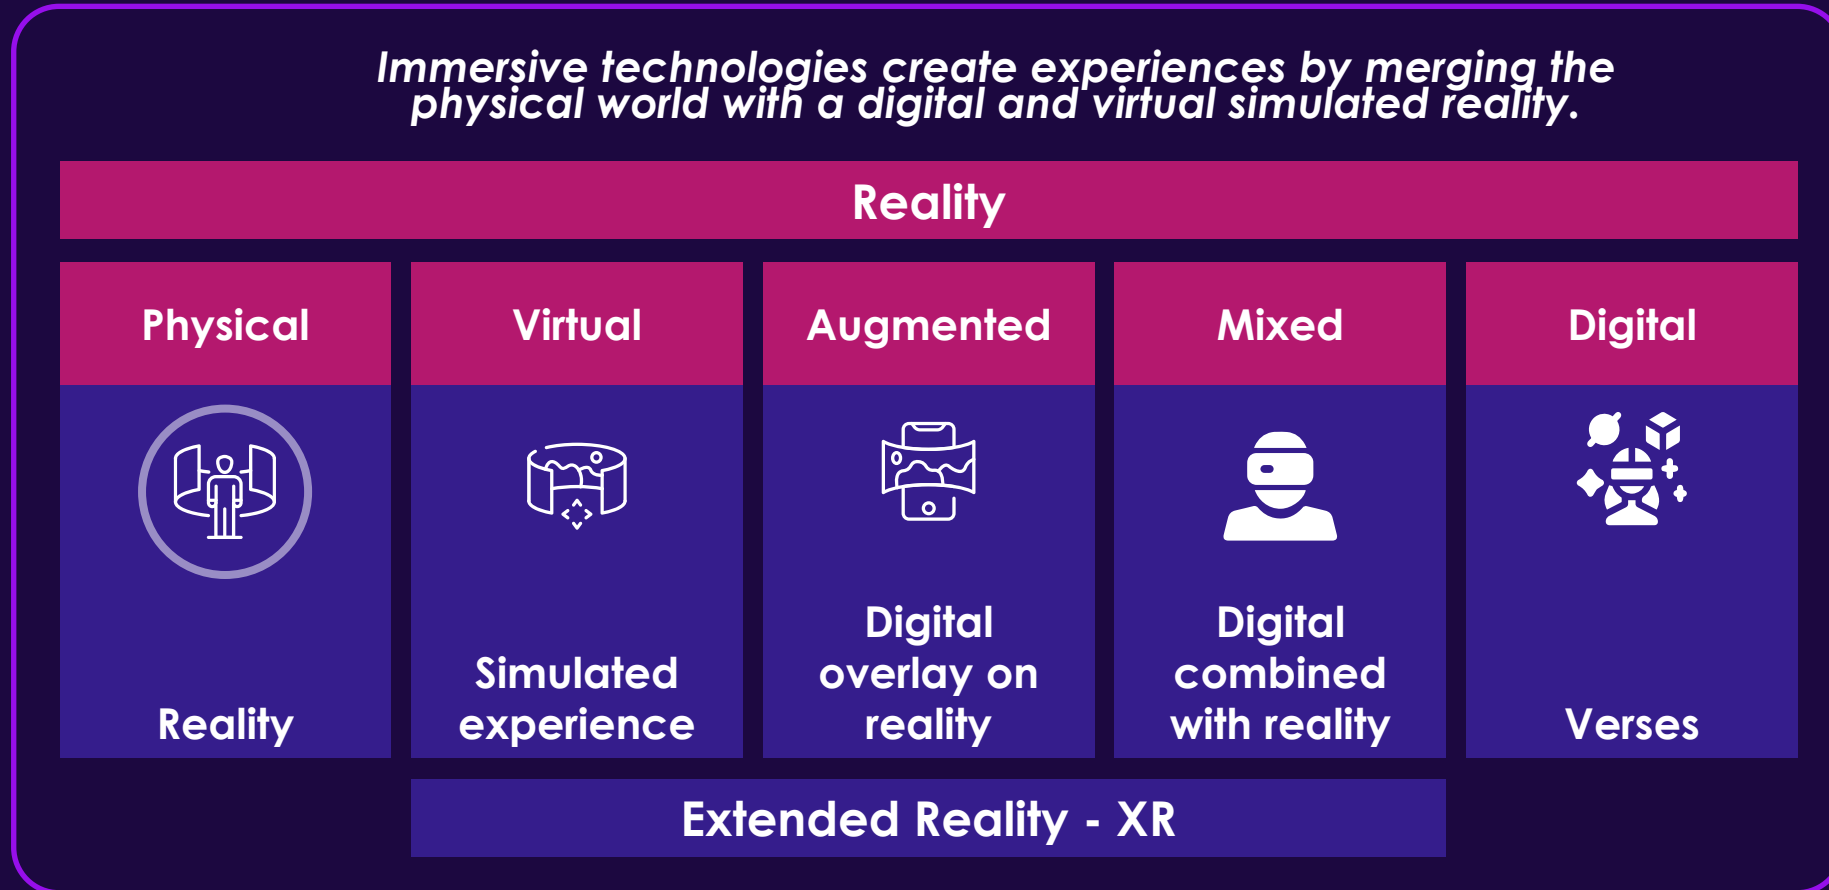 Immersive technologies create experiences by merging the
physical world with a digital and virtual simulated reality.
Reality
Physical
Virtual
Augmented
Mixed
Digital
Reality
Simulated
experience
Digital
overlay on
reality
Digital
combined
with reality
Verses
Extended Reality - XR